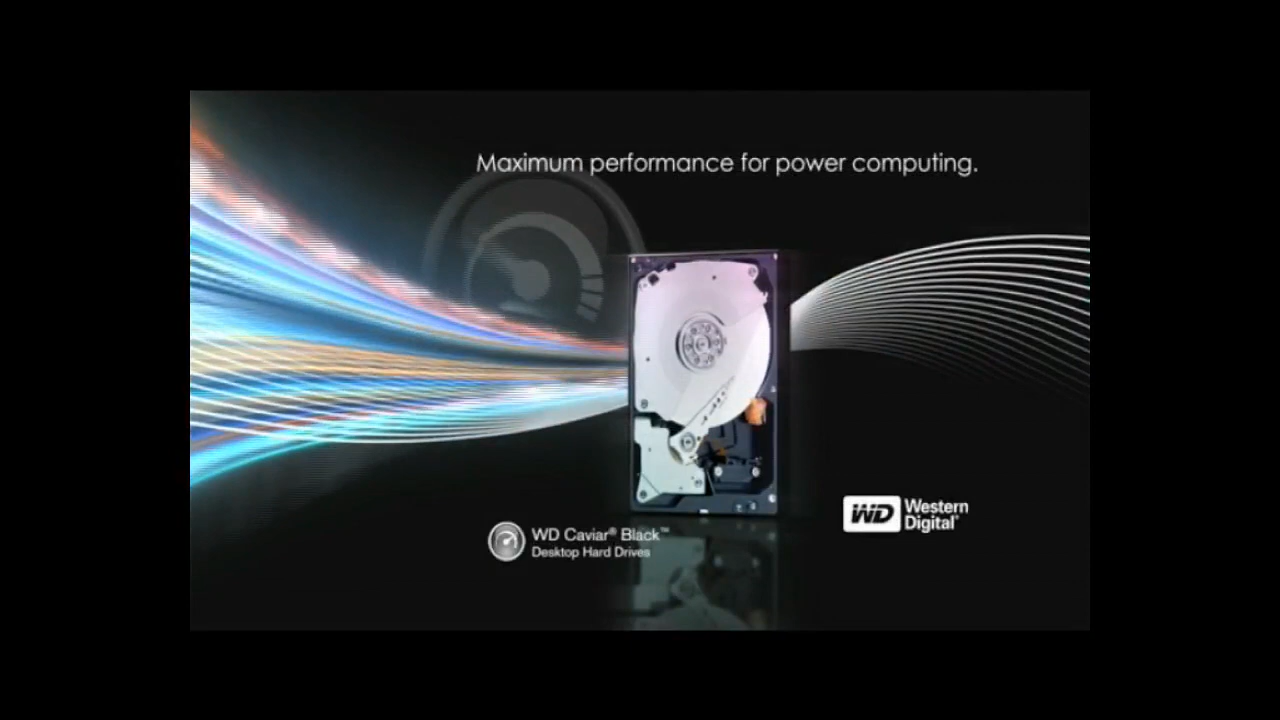 Maximum performance for power computing.
WD Caviar® Black™
Desktop Hard Drives
WD Western
Digital®